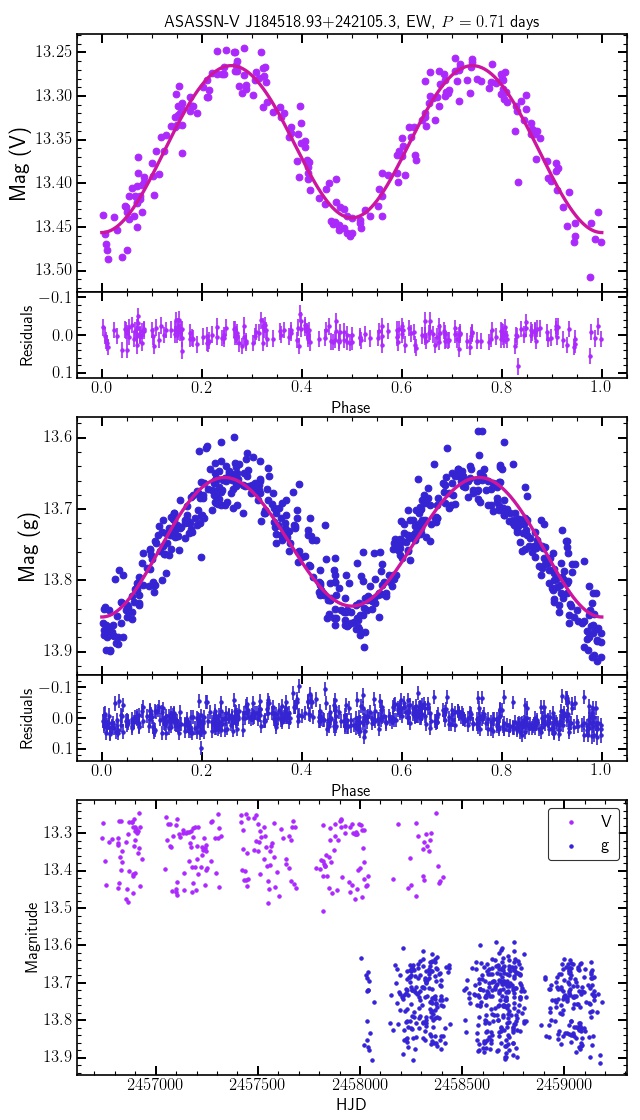 ASASSN-V J184518.93+242105.3, EW, P = 0.71 days
13.25
13.30
13.35
13.40
13.45
13.50
Mag (V)
−0.1
0.0
0.1
Residuals
0.0 0.2 0.4 0.6 0.8 1.0
Phase
13.6
13.7
13.8
13.9
Mag (g)
−0.1
0.0
0.1
Residuals
0.0 0.2 0.4 0.6 0.8 1.0
Phase
V
g
13.3
13.4
13.5
13.6
13.7
13.8
13.9
Magnitude
2457000 2457500 2458000 2458500 2459000
HJD